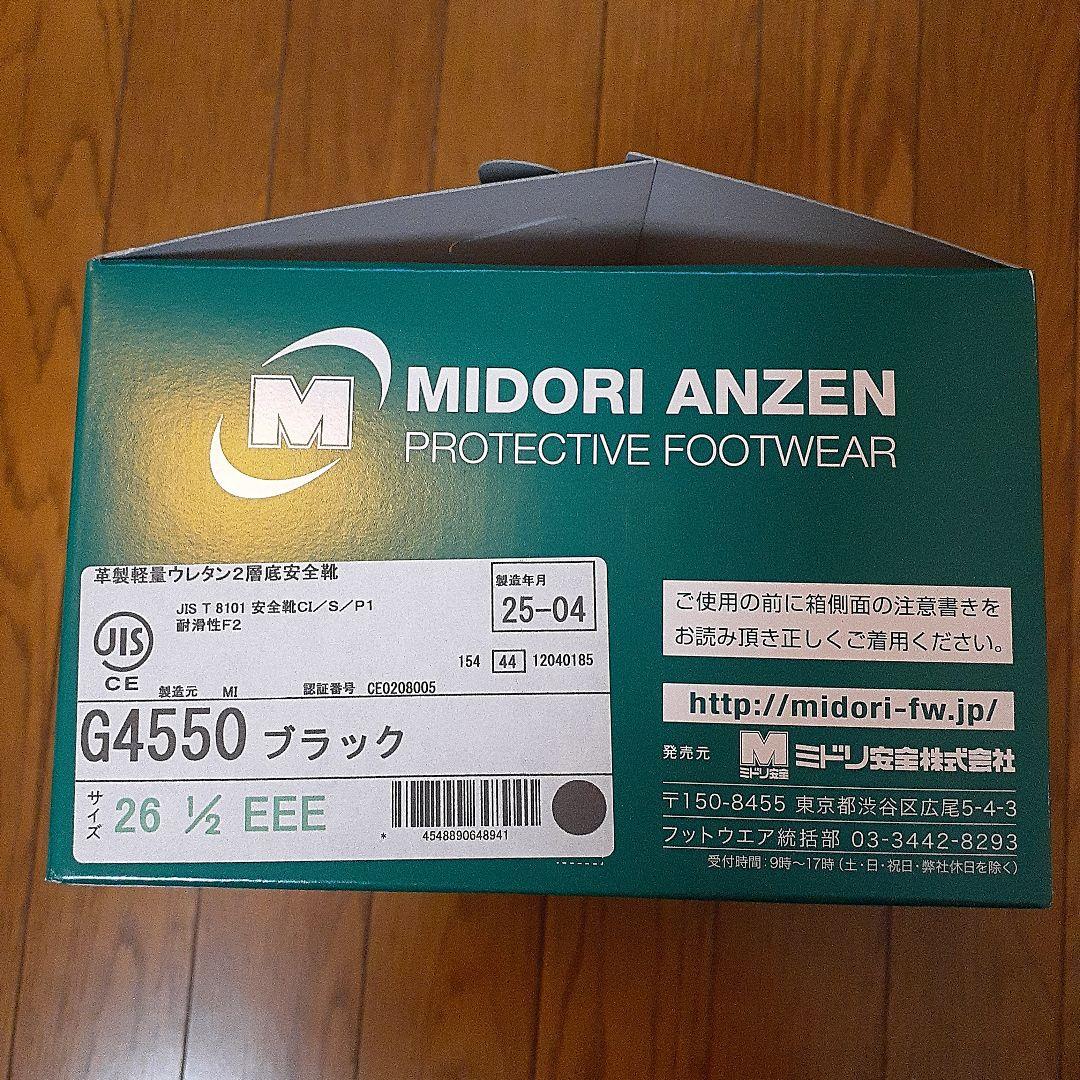 M
MIDORI ANZEN
PROTECTIVE FOOTWEAR
革製軽量ウレタン2層底安全靴
JIS T 8101 安全靴CI/S/P1
耐滑性F2
製造年月
25-04
JIS
CE
154 44 12040185
製造元 MI 認証番号 CE0208005
G4550 ブラック
サイズ 26 ½ EEE
* 4548890648941
ご使用の前に箱側面の注意書きを
お読み頂き正しくご着用ください。
http://midori-fw.jp/
発売元 M ミドリ安全 ミドリ安全株式会社
〒150-8455 東京都渋谷区広尾5-4-3
フットウエア統括部 03-3442-8293
受付時間：9時〜17時（土・日・祝日・弊社休日を除く）